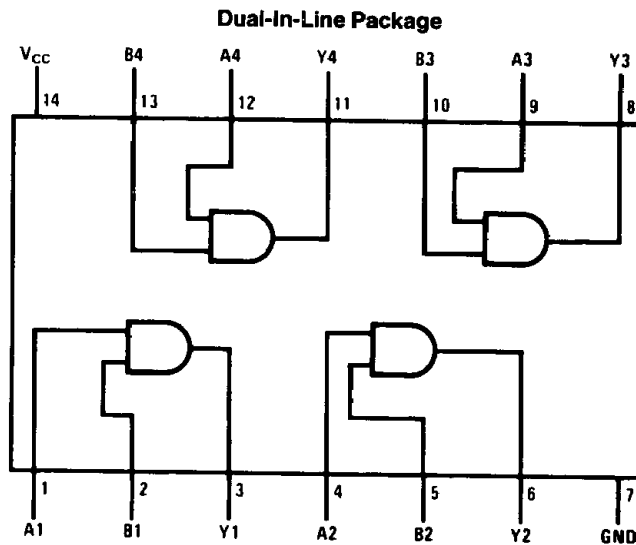 Dual-In-Line Package
VCC B4 A4 Y4 B3 A3 Y3
14 13 12 11 10 9 8
1 2 3 4 5 6 7
A1 B1 Y1 A2 B2 Y2 GND